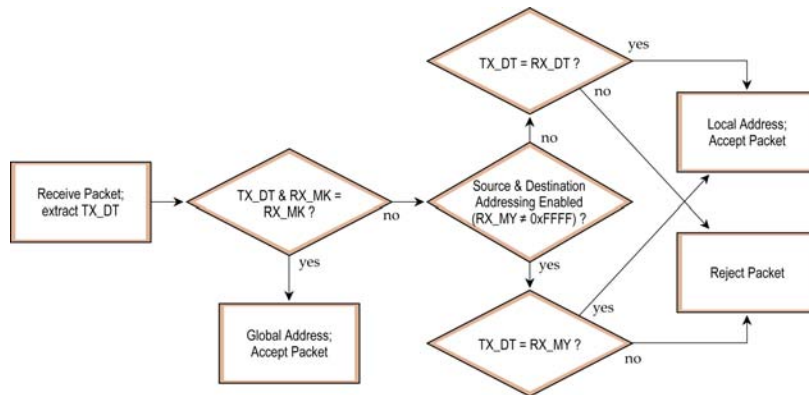 Receive Packet;
extract TX_DT
TX_DT & RX_MK =
RX_MK ?
yes
Global Address;
Accept Packet
no
Source & Destination
Addressing Enabled
(RX_MY ≠ 0xFFFF) ?
no
TX_DT = RX_DT ?
yes
no
yes
TX_DT = RX_MY ?
yes
no
Local Address;
Accept Packet
Reject Packet